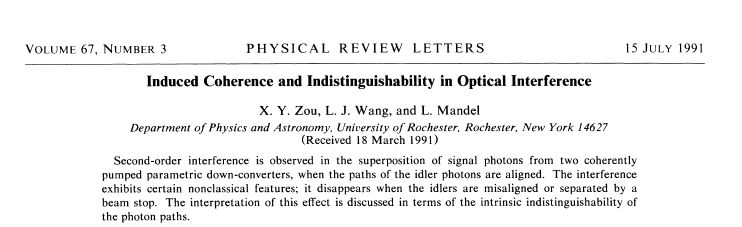 VOLUME 67, NUMBER 3 PHYSICAL REVIEW LETTERS 15 JULY 1991
Induced Coherence and Indistinguishability in Optical Interference
X. Y. Zou, L. J. Wang, and L. Mandel
Department of Physics and Astronomy, University of Rochester, Rochester, New York 14627
(Received 18 March 1991)
Second-order interference is observed in the superposition of signal photons from two coherently
pumped parametric down-converters, when the paths of the idler photons are aligned. The interference
exhibits certain nonclassical features; it disappears when the idlers are misaligned or separated by a
beam stop. The interpretation of this effect is discussed in terms of the intrinsic indistinguishability of
the photon paths.